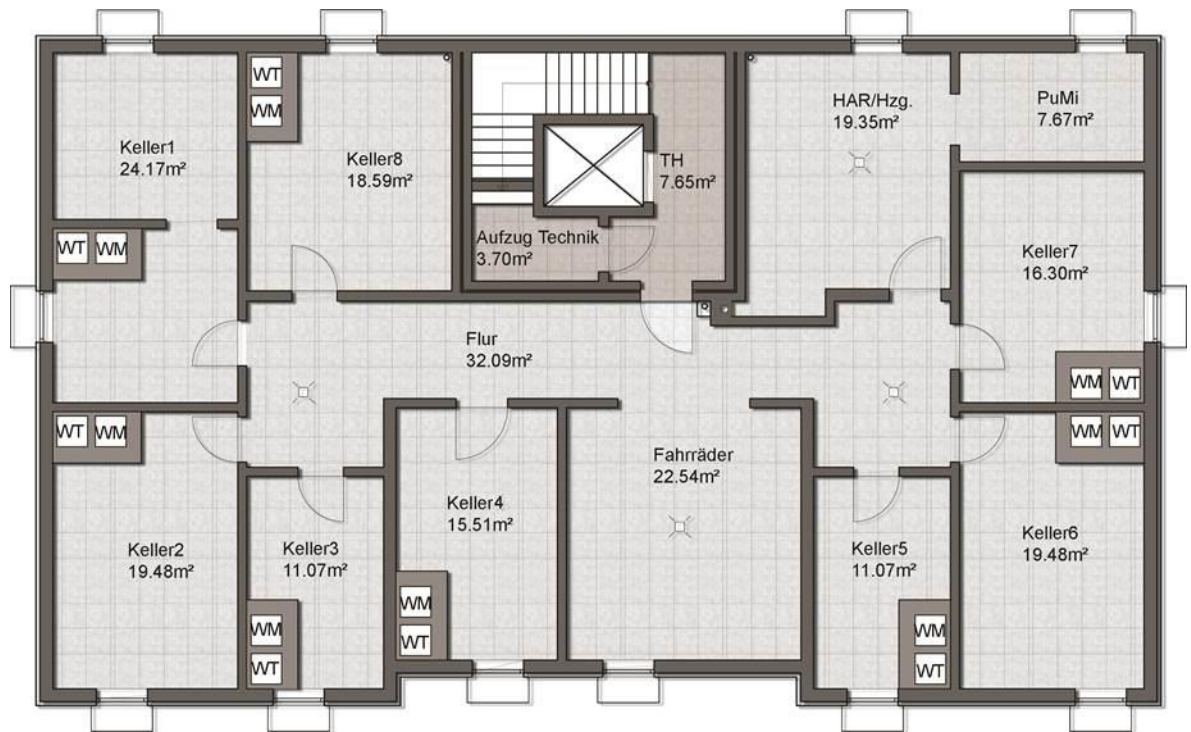 WT
WM
Keller1
24.17m²
Keller8
18.59m²
HAR/Hzg.
19.35m²
PuMi
7.67m²
TH
7.65m²
WT WM
Aufzug Technik
3.70m²
Keller7
16.30m²
Flur
32.09m²
WM WT
WT WM
WM WT
Fahrräder
22.54m²
Keller4
15.51m²
Keller2
19.48m²
Keller3
11.07m²
Keller5
11.07m²
Keller6
19.48m²
WM
WT
WM
WT
WM
WT